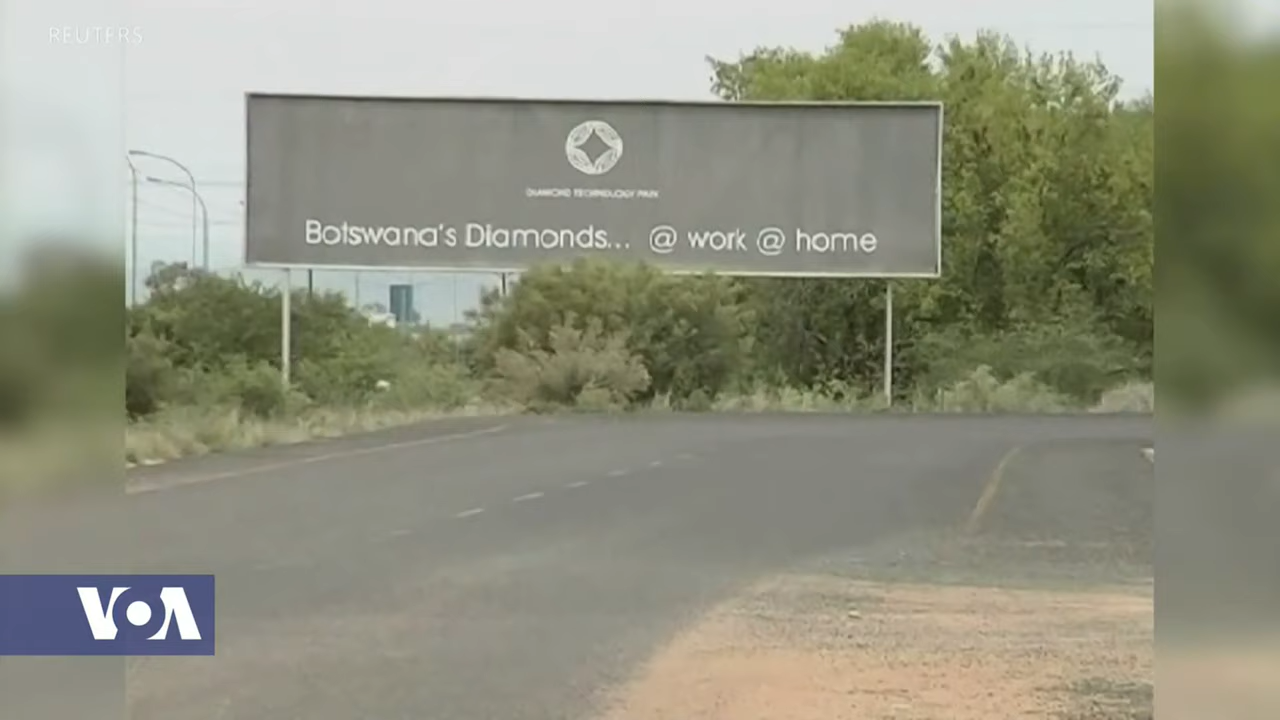 REUTERS
DIAMOND TECHNOLOGY PARK
Botswana's Diamonds... @ work @ home
VOA